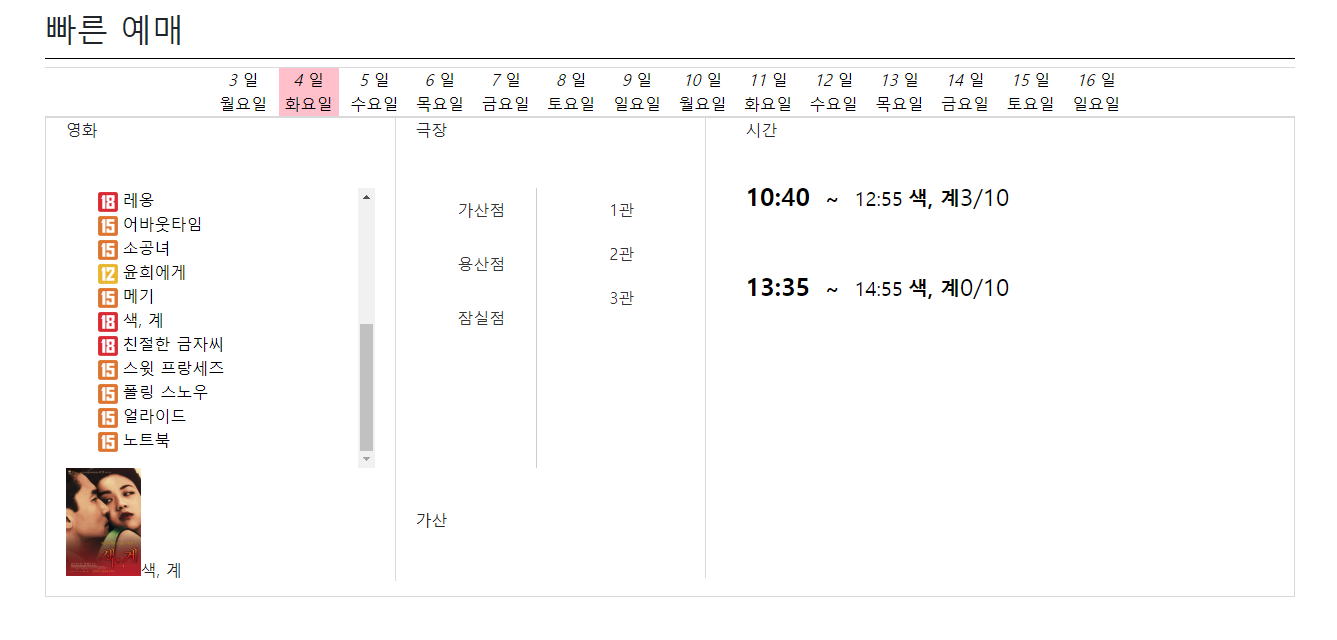 빠른 예매
3 일 4 일 5 일 6 일 7 일 8 일 9 일 10 일 11 일 12 일 13 일 14 일 15 일 16 일
월요일 화요일 수요일 목요일 금요일 토요일 일요일 월요일 화요일 수요일 목요일 금요일 토요일 일요일
영화
18 레옹
15 어바웃타임
15 소공녀
12 윤희에게
15 메기
18 색, 계
18 친절한 금자씨
15 스윗 프랑세즈
15 폴링 스노우
15 얼라이드
15 노트북
색, 계
색, 계
극장
가산점
용산점
잠실점
1관
2관
3관
가산
시간
10:40 ~ 12:55 색, 계3/10
13:35 ~ 14:55 색, 계0/10